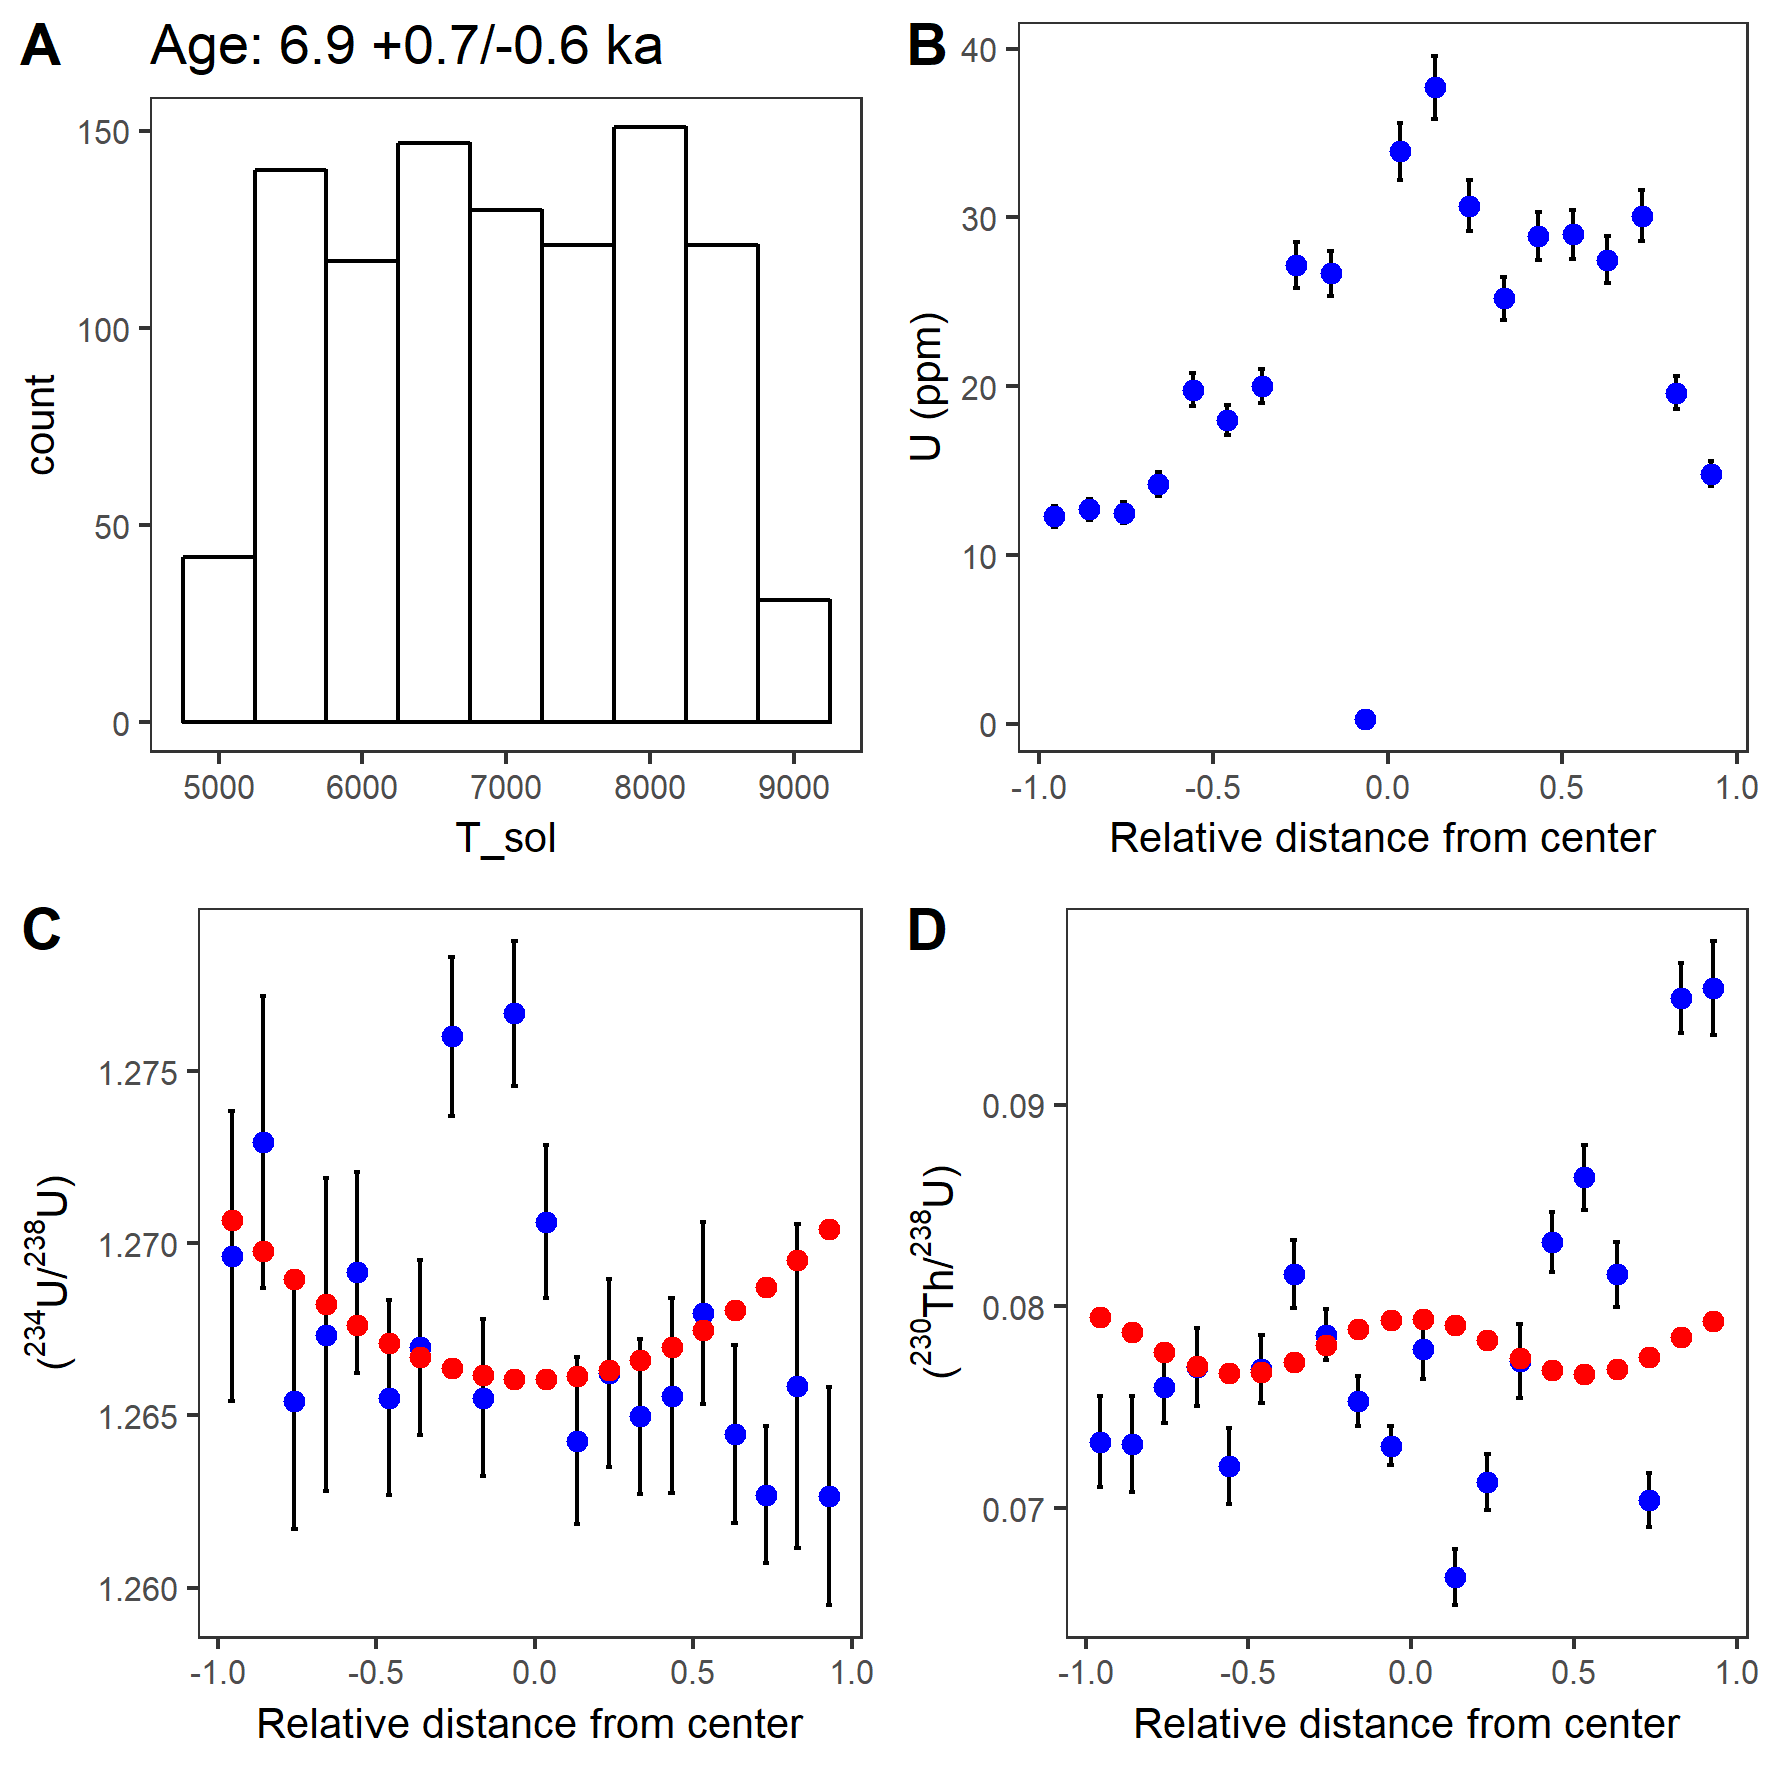 A
Age: 6.9 +0.7/-0.6 ka
150
100
50
0
count
5000 6000 7000 8000 9000
T_sol
B
40
30
20
10
0
U (ppm)
-1.0 -0.5 0.0 0.5 1.0
Relative distance from center
C
1.275
1.270
1.265
1.260
(²³⁴U/²³⁸U)
-1.0 -0.5 0.0 0.5 1.0
Relative distance from center
D
0.09
0.08
0.07
(²³⁰Th/²³⁸U)
-1.0 -0.5 0.0 0.5 1.0
Relative distance from center